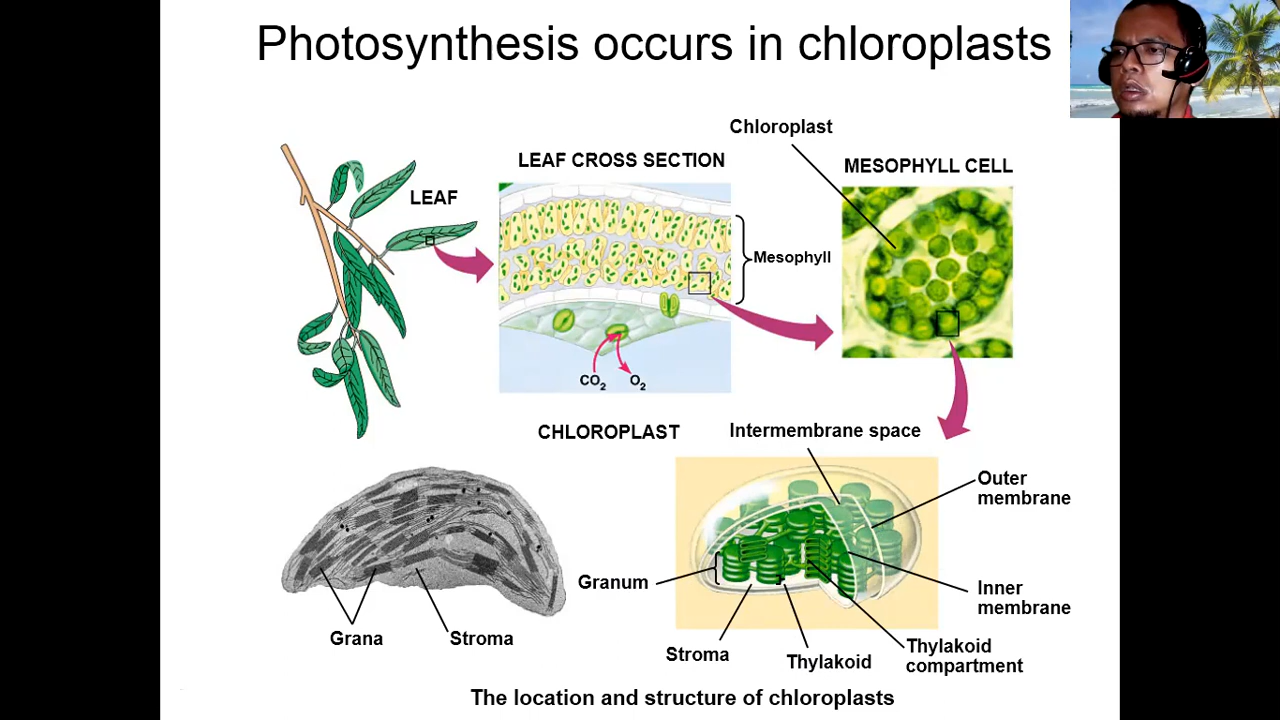 Photosynthesis occurs in chloroplasts
Chloroplast
LEAF CROSS SECTION
MESOPHYLL CELL
LEAF
Mesophyll
CO2
O2
CHLOROPLAST
Intermembrane space
Outer
membrane
Granum
Inner
membrane
Grana
Stroma
Stroma
Thylakoid
Thylakoid
compartment
The location and structure of chloroplasts